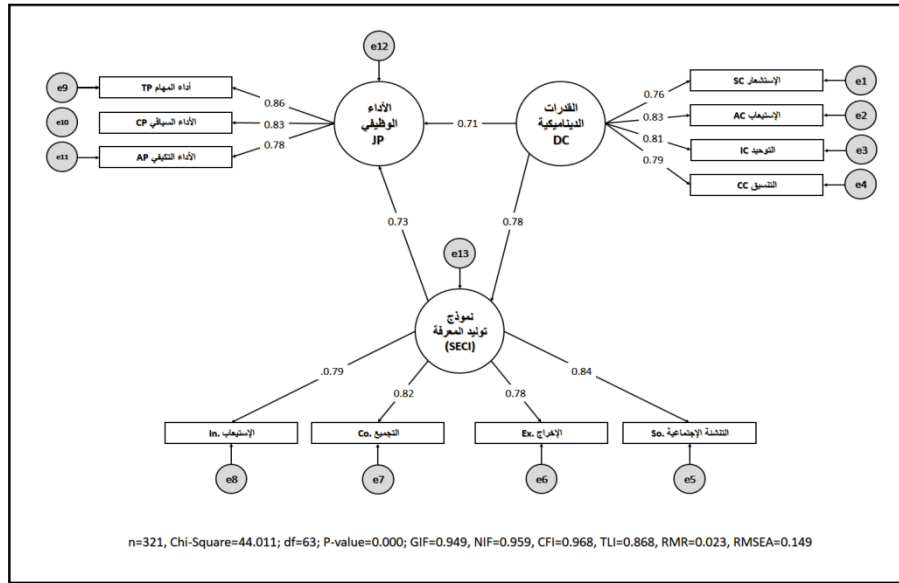 e12
e9
أداء المهام TP
e10
الأداء السياقي CP
e11
الأداء التكيفي AP
0.86
0.83
0.78
الأداء
الوظيفي
JP
0.71
القدرات
الديناميكية
DC
0.76
0.83
0.81
0.79
الإستشعار SC
e1
الإستيعاب AC
e2
التوحيد IC
e3
التنسيق CC
e4
0.73
0.78
e13
نموذج
توليد المعرفة
(SECI)
.0.79
0.82
0.78
0.84
الإستيعاب .In
التجميع .Co
الإخراج .Ex
التنشئة الإجتماعية .So
e8
e7
e6
e5
n=321, Chi-Square=44.011; df=63; P-value=0.000; GIF=0.949, NIF=0.959, CFI=0.968, TLI=0.868, RMR=0.023, RMSEA=0.149